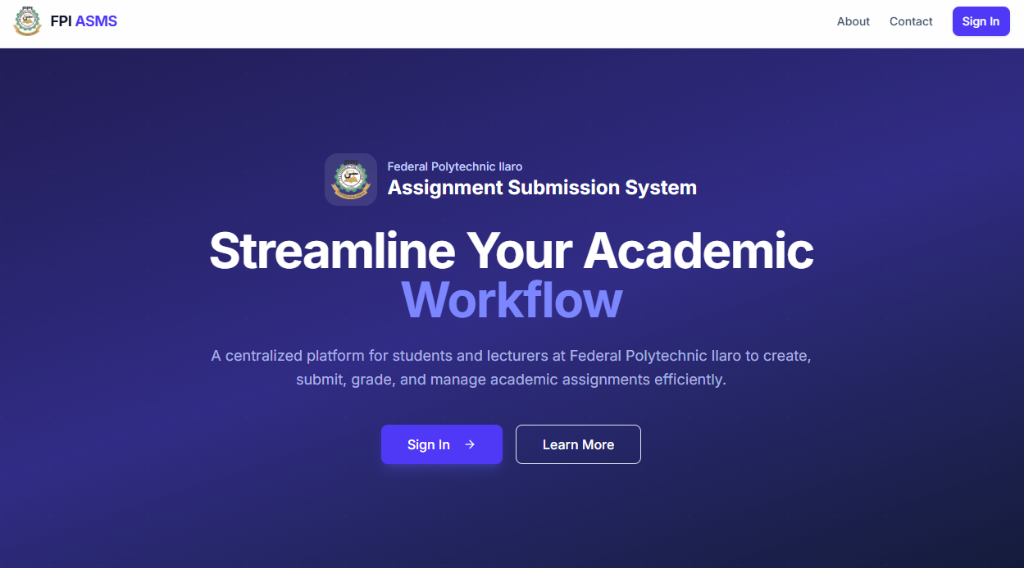 FPI ASMS
About
Contact
Sign In
Federal Polytechnic Ilaro
Assignment Submission System
Streamline Your Academic
Workflow
A centralized platform for students and lecturers at Federal Polytechnic Ilaro to create,
submit, grade, and manage academic assignments efficiently.
Sign In →
Learn More